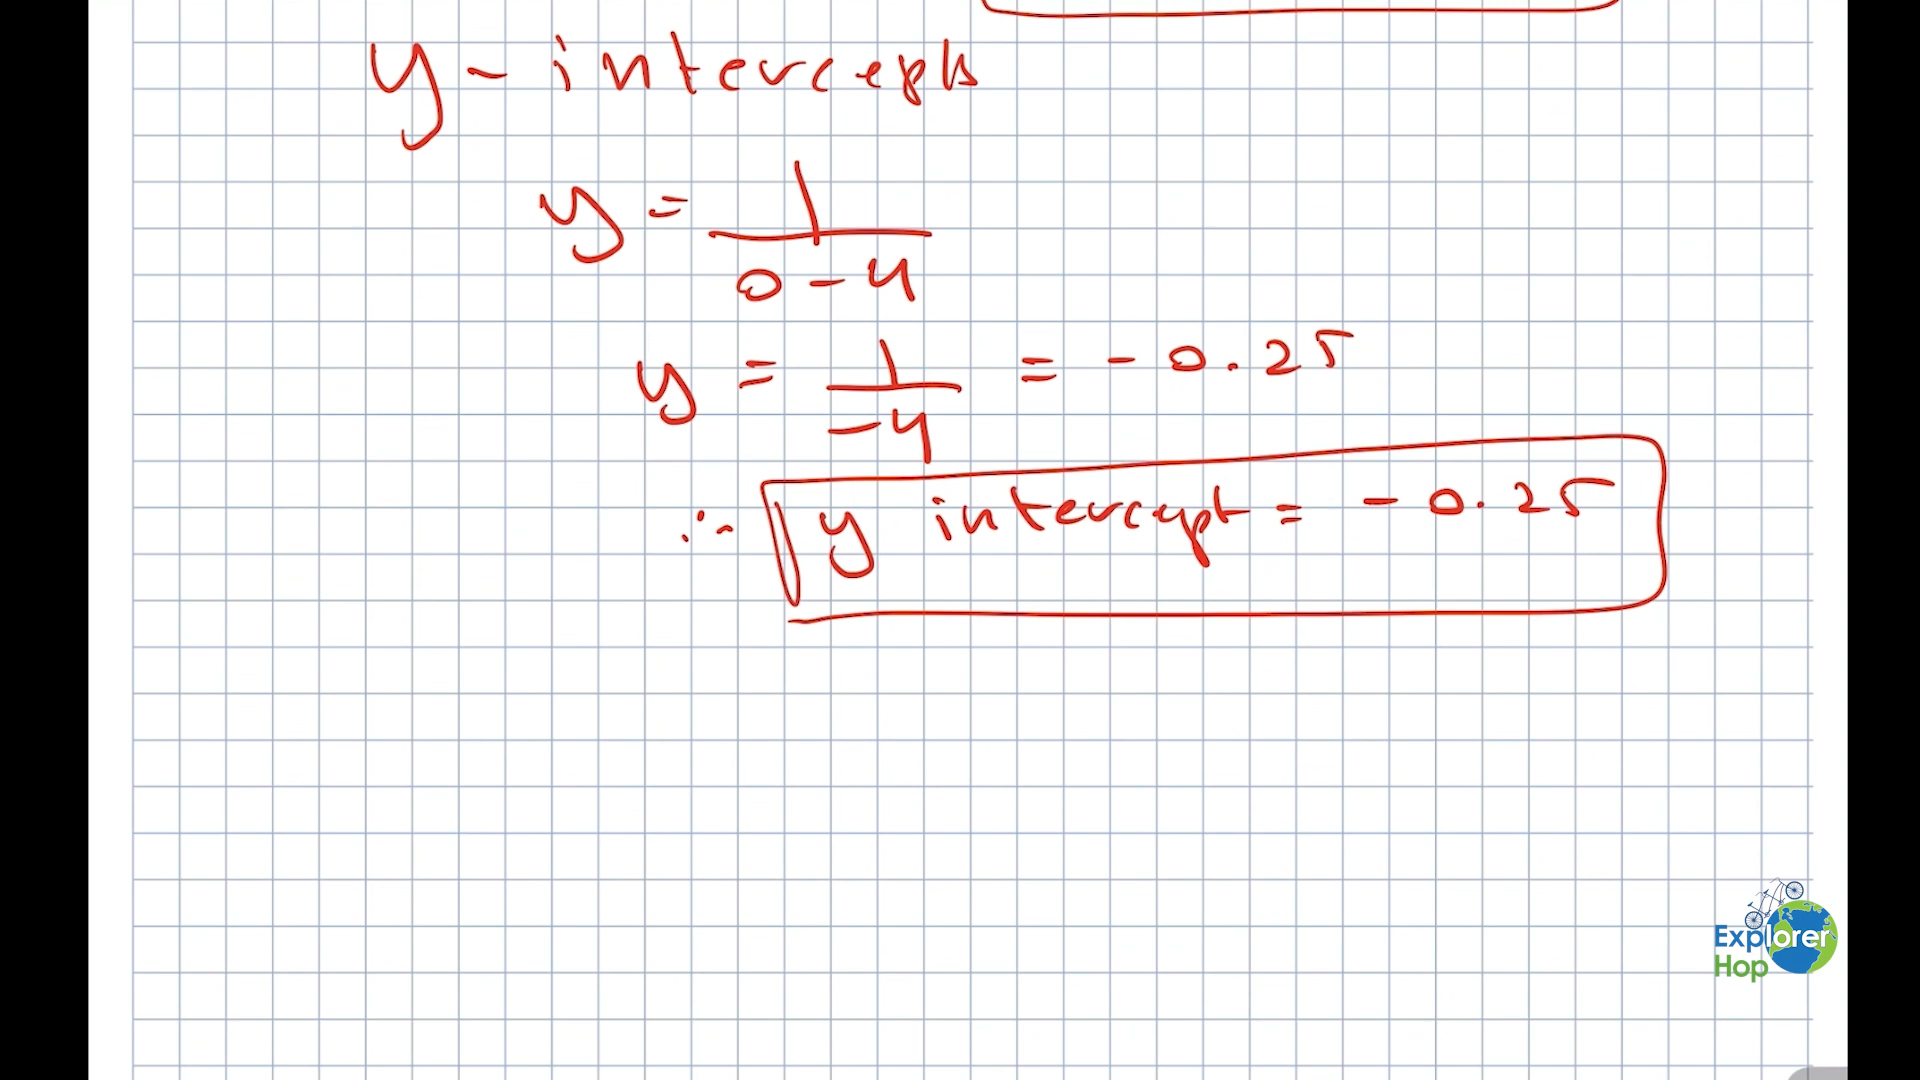 y - intercepts
y = 1 / 0 - 4
y = 1 / -4 = - 0.25
∴ y intercept = - 0.25
Explorer
Hop